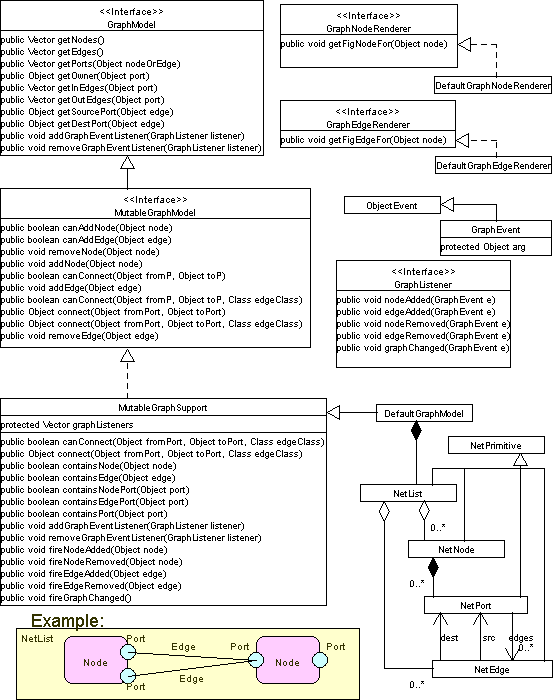 <<Interface>>
GraphModel
public Vector getNodes()
public Vector getEdges()
public Vector getPorts(Object nodeOrEdge)
public Object getOwner(Object port)
public Vector getInEdges(Object port)
public Vector getOutEdges(Object port)
public Object getSourcePort(Object edge)
public Object getDestPort(Object edge)
public void addGraphEventListener(GraphListener listener)
public void removeGraphEventListener(GraphListener listener)
<<Interface>>
GraphNodeRenderer
public void getFigNodeFor(Object node)
DefaultGraphNodeRenderer
<<Interface>>
GraphEdgeRenderer
public void getFigEdgeFor(Object node)
DefaultGraphEdgeRenderer
<<Interface>>
MutableGraphModel
public boolean canAddNode(Object node)
public boolean canAddEdge(Object edge)
public void removeNode(Object node)
public void addNode(Object node)
public boolean canConnect(Object fromP, Object toP)
public void addEdge(Object edge)
public boolean canConnect(Object fromP, Object toP, Class edgeClass)
public Object connect(Object fromPort, Object toPort)
public Object connect(Object fromPort, Object toPort, Class edgeClass)
public void removeEdge(Object edge)
ObjectEvent
GraphEvent
protected Object arg
<<Interface>>
GraphListener
public void nodeAdded(GraphEvent e)
public void edgeAdded(GraphEvent e)
public void nodeRemoved(GraphEvent e)
public void edgeRemoved(GraphEvent e)
public void graphChanged(GraphEvent e)
MutableGraphSupport
protected Vector graphListeners
public boolean canConnect(Object fromPort, Object toPort, Class edgeClass)
public Object connect(Object fromPort, Object toPort, Class edgeClass)
public boolean containsNode(Object node)
public boolean containsEdge(Object edge)
public boolean containsNodePort(Object port)
public boolean containsEdgePort(Object port)
public boolean containsPort(Object port)
public void addGraphEventListener(GraphListener listener)
public void removeGraphEventListener(GraphListener listener)
public void fireNodeAdded(Object node)
public void fireNodeRemoved(Object node)
public void fireEdgeAdded(Object edge)
public void fireEdgeRemoved(Object edge)
public void fireGraphChanged()
DefaultGraphModel
NetPrimitive
NetList
0..*
NetNode
0..*
NetPort
dest
src
edges
0..*
0..*
NetEdge
Example:
NetList
Port
Edge
Port
Port
Node
Node
Edge
Port